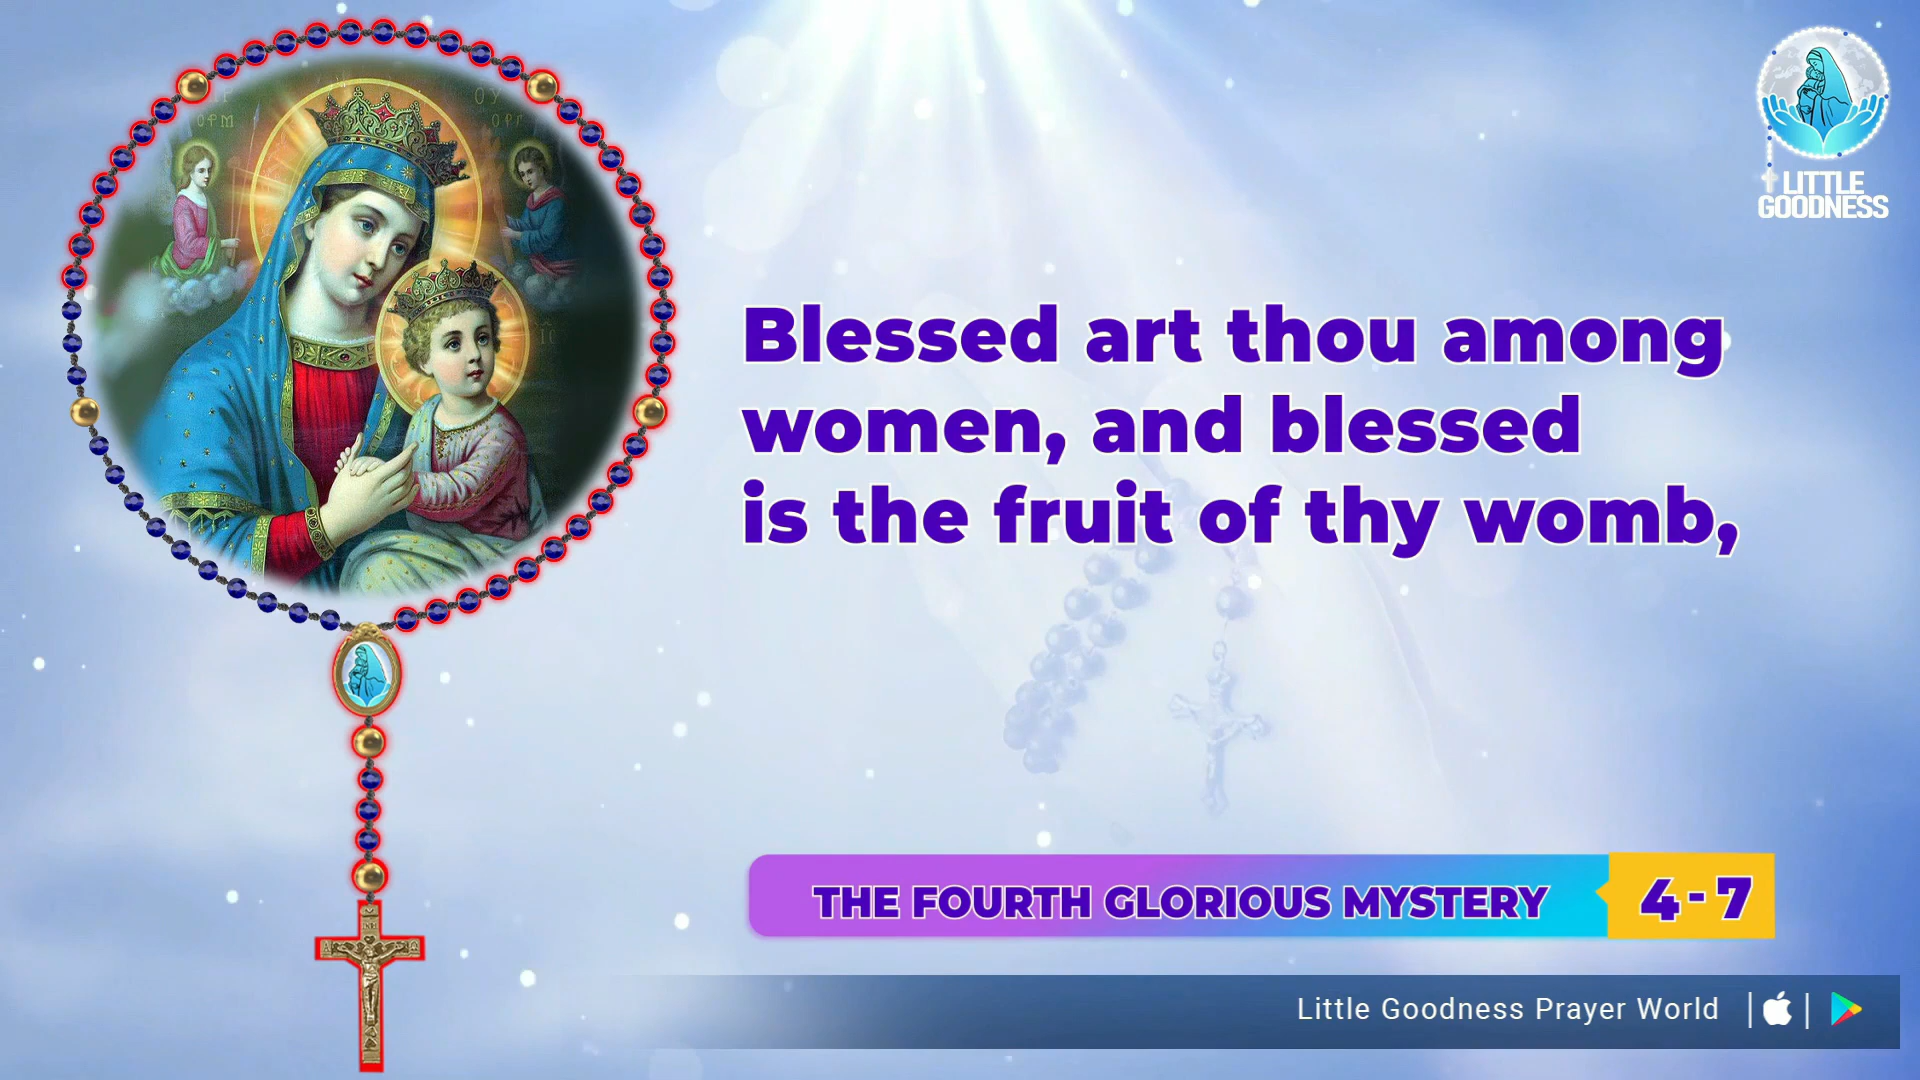 LITTLE
GOODNESS
Blessed art thou among
women, and blessed
is the fruit of thy womb,
THE FOURTH GLORIOUS MYSTERY
4-7
Little Goodness Prayer World